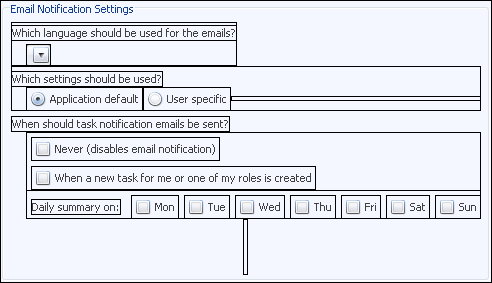 Email Notification Settings
Which language should be used for the emails?
Which settings should be used?
Application default User specific
When should task notification emails be sent?
Never (disables email notification)
When a new task for me or one of my roles is created
Daily summary on: Mon Tue Wed Thu Fri Sat Sun